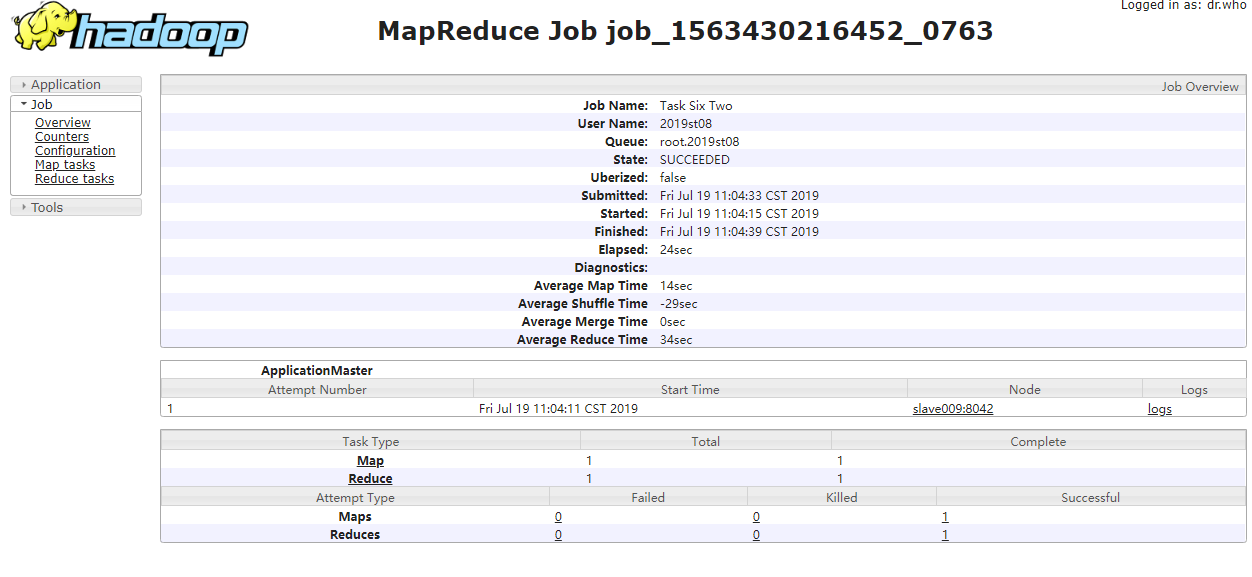 Logged in as: dr.who
hadoop
MapReduce Job job_1563430216452_0763
Application
Job
Overview
Counters
Configuration
Map tasks
Reduce tasks
Tools
Job Overview
Job Name: Task Six Two
User Name: 2019st08
Queue: root.2019st08
State: SUCCEEDED
Uberized: false
Submitted: Fri Jul 19 11:04:33 CST 2019
Started: Fri Jul 19 11:04:15 CST 2019
Finished: Fri Jul 19 11:04:39 CST 2019
Elapsed: 24sec
Diagnostics:
Average Map Time 14sec
Average Shuffle Time -29sec
Average Merge Time 0sec
Average Reduce Time 34sec
ApplicationMaster
Attempt Number Start Time Node Logs
1 Fri Jul 19 11:04:11 CST 2019 slave009:8042 logs
Task Type Total Complete
Map 1 1
Reduce 1 1
Attempt Type Failed Killed Successful
Maps 0 0 1
Reduces 0 0 1